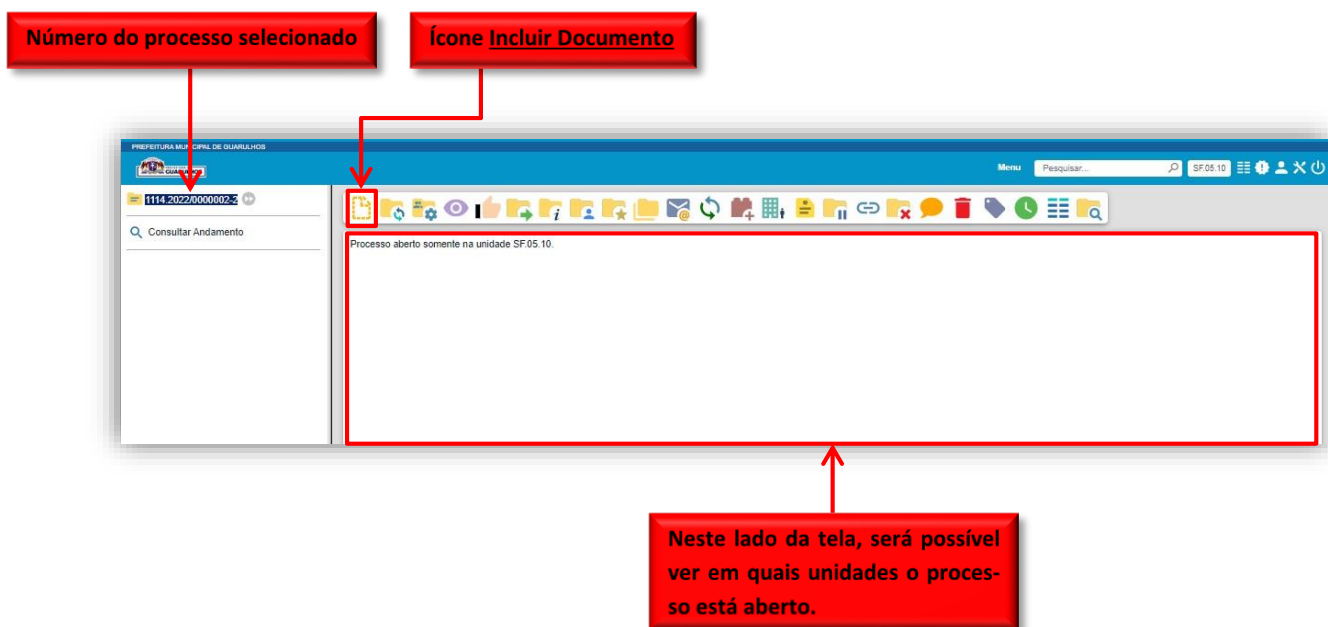 Número do processo selecionado
Ícone Incluir Documento
PREFEITURA MUNICIPAL DE GUARULHOS
GUARULHOS
Menu
Pesquisar...
SF.05.10
1114.2022/0000002-2
Consultar Andamento
Processo aberto somente na unidade SF.05.10.
Neste lado da tela, será possível
ver em quais unidades o proces-
so está aberto.